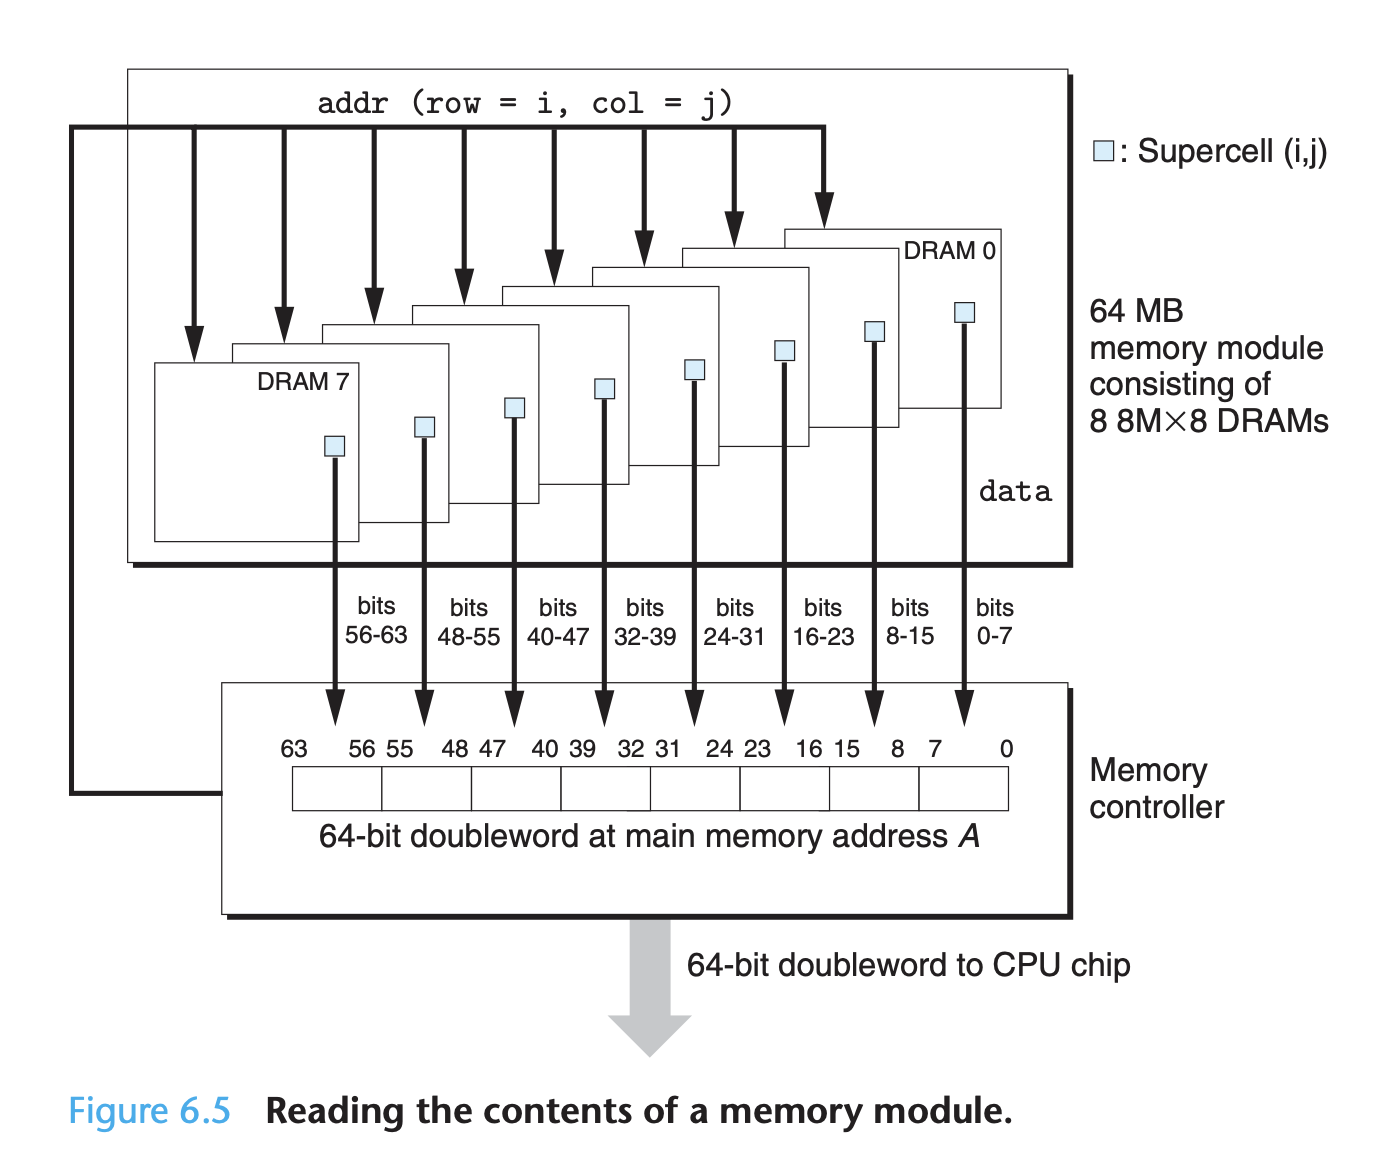 addr (row = i, col = j)
: Supercell (i,j)
DRAM 0
DRAM 7
64 MB
memory module
consisting of
8 8M×8 DRAMs
data
bits
56-63
bits
48-55
bits
40-47
bits
32-39
bits
24-31
bits
16-23
bits
8-15
bits
0-7
63 56 55 48 47 40 39 32 31 24 23 16 15 8 7 0
64-bit doubleword at main memory address A
Memory
controller
64-bit doubleword to CPU chip
Figure 6.5 Reading the contents of a memory module.